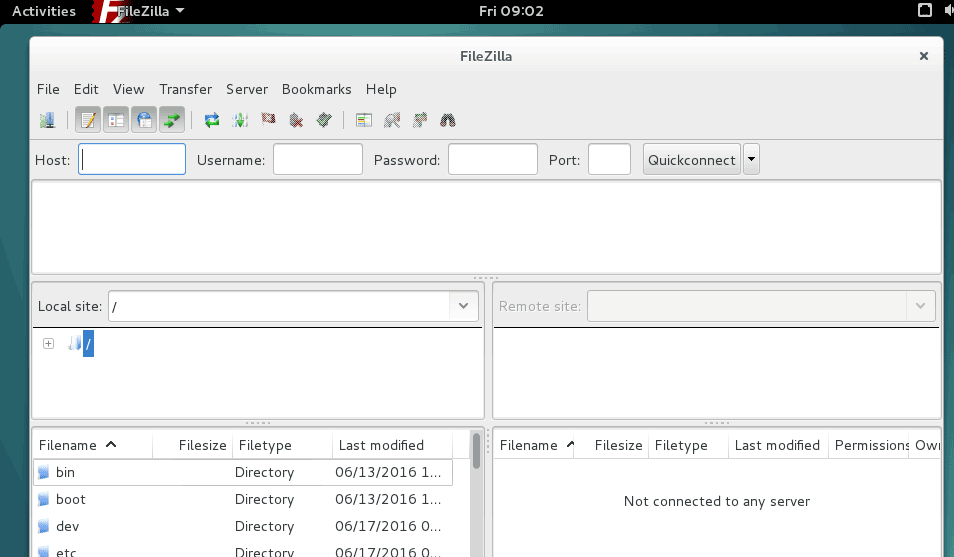 Activities FileZilla Fri 09:02
FileZilla
File Edit View Transfer Server Bookmarks Help
Host: Username: Password: Port: Quickconnect
Local site: / Remote site:
/
Filename Filesize Filetype Last modified Filename Filesize Filetype Last modified Permissions Own
bin Directory 06/13/2016 1...
boot Directory 06/13/2016 1... Not connected to any server
dev Directory 06/17/2016 0...
etc Directory 06/17/2016 0...